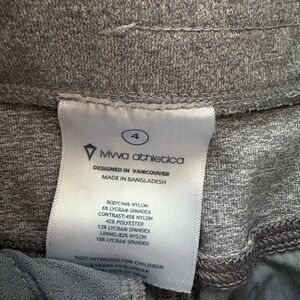 4
ivivva athletica
DESIGNED IN VANCOUVER
MADE IN BANGLADESH
BODY:94% NYLON
6% LYCRA® SPANDEX
CONTRAST:45% NYLON
42% POLYESTER
13% LYCRA® SPANDEX
LINING:82% NYLON
18% LYCRA® SPANDEX
NOT INTENDED FOR CHILDREN
UNDER